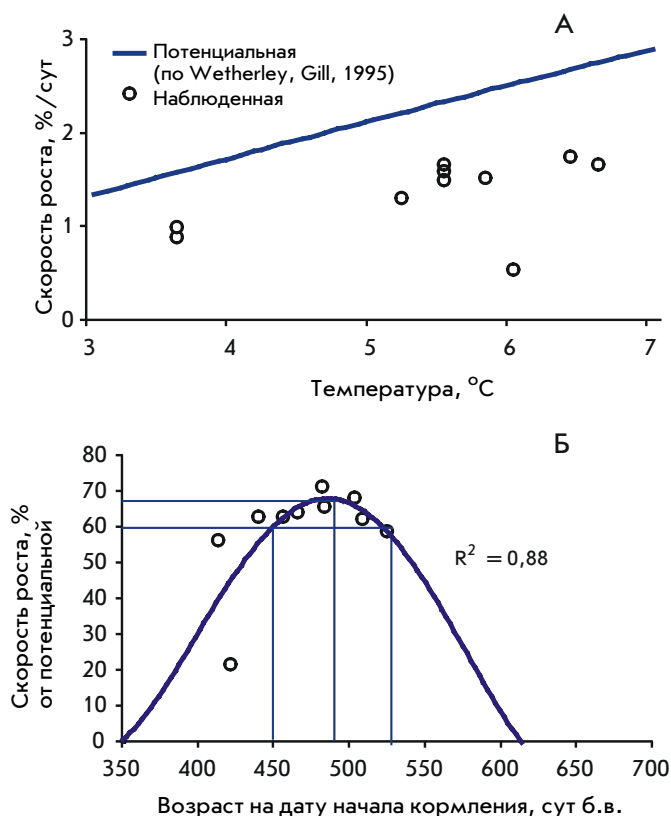 А
Скорость роста, %/сут
3
2
1
0
Потенциальная
(по Wetherley, Gill, 1995)
Наблюденная
3 4 5 6 7
Температура, °С
Б
Скорость роста, %
от потенциальной
80
70
60
50
40
30
20
10
0
R² = 0,88
350 400 450 500 550 600 650 700
Возраст на дату начала кормления, сут б.в.